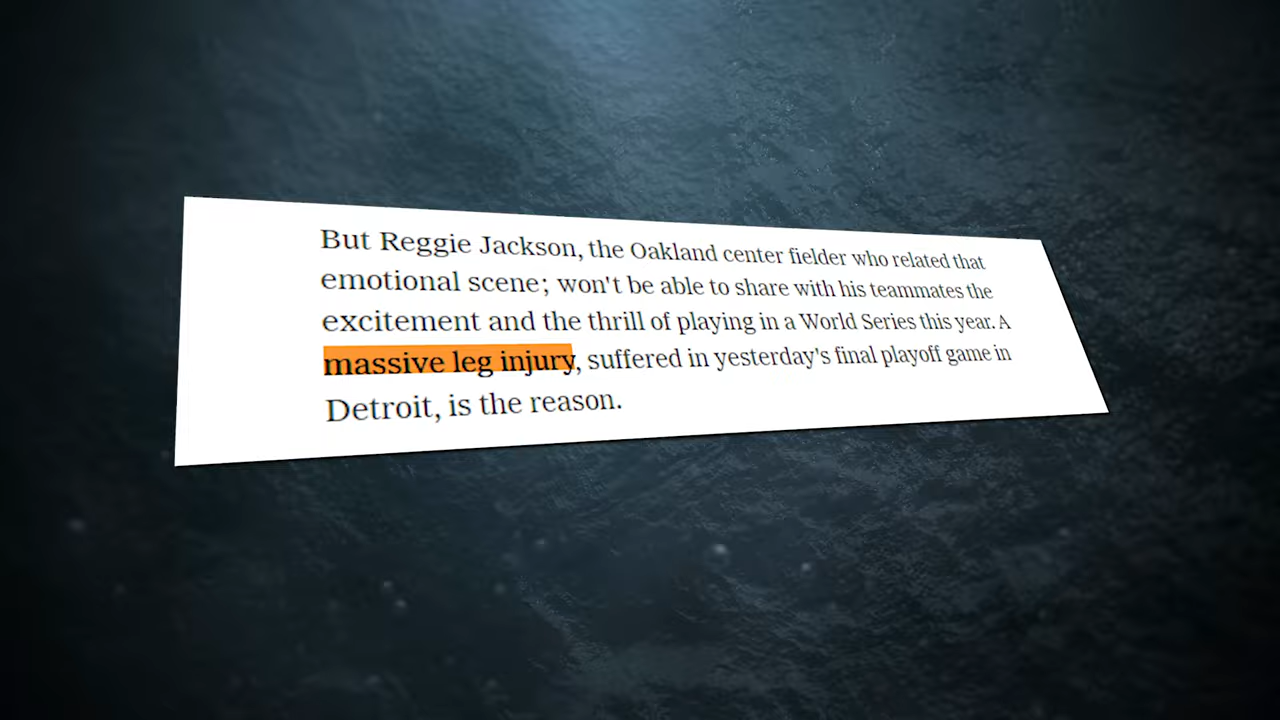 But Reggie Jackson, the Oakland center fielder who related that
emotional scene; won't be able to share with his teammates the
excitement and the thrill of playing in a World Series this year. A
massive leg injury, suffered in yesterday's final playoff game in
Detroit, is the reason.